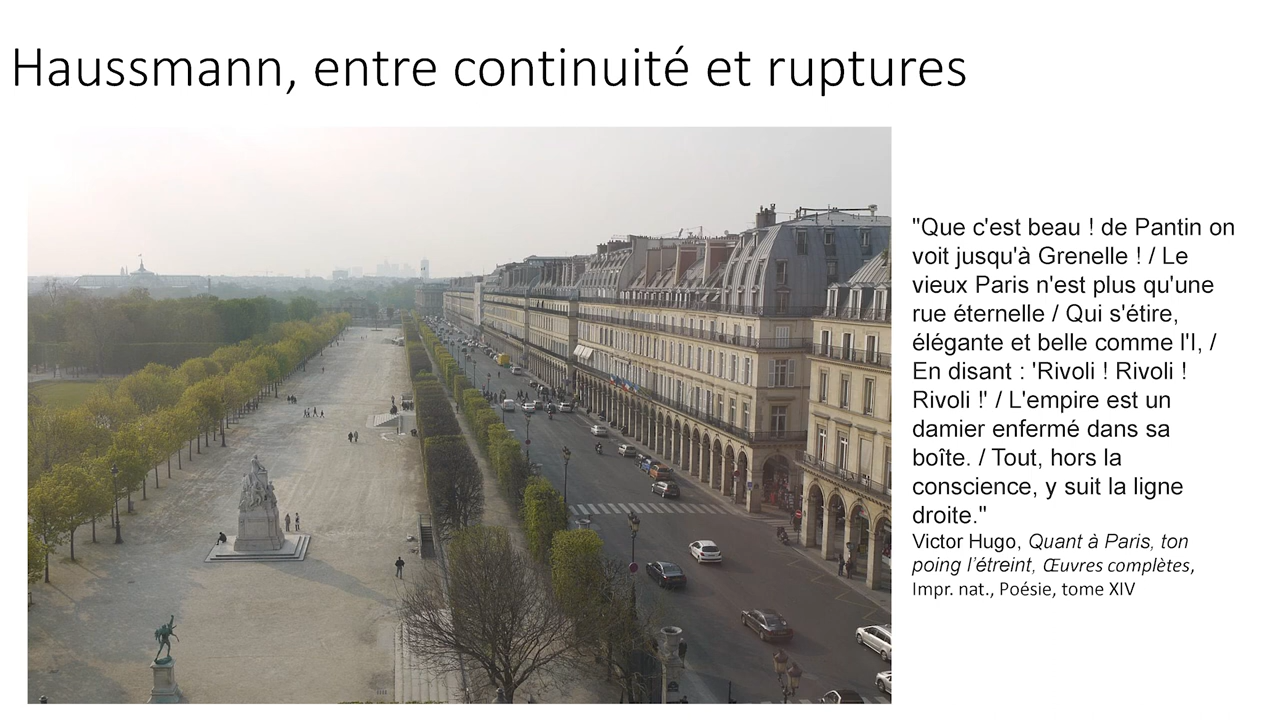 Haussmann, entre continuité et ruptures
"Que c'est beau ! de Pantin on
voit jusqu'à Grenelle ! / Le
vieux Paris n'est plus qu'une
rue éternelle / Qui s'étire,
élégante et belle comme l'I, /
En disant : 'Rivoli ! Rivoli !
Rivoli !' / L'empire est un
damier enfermé dans sa
boîte. / Tout, hors la
conscience, y suit la ligne
droite."
Victor Hugo, Quant à Paris, ton
poing l’étreint, Œuvres complètes,
Impr. nat., Poésie, tome XIV